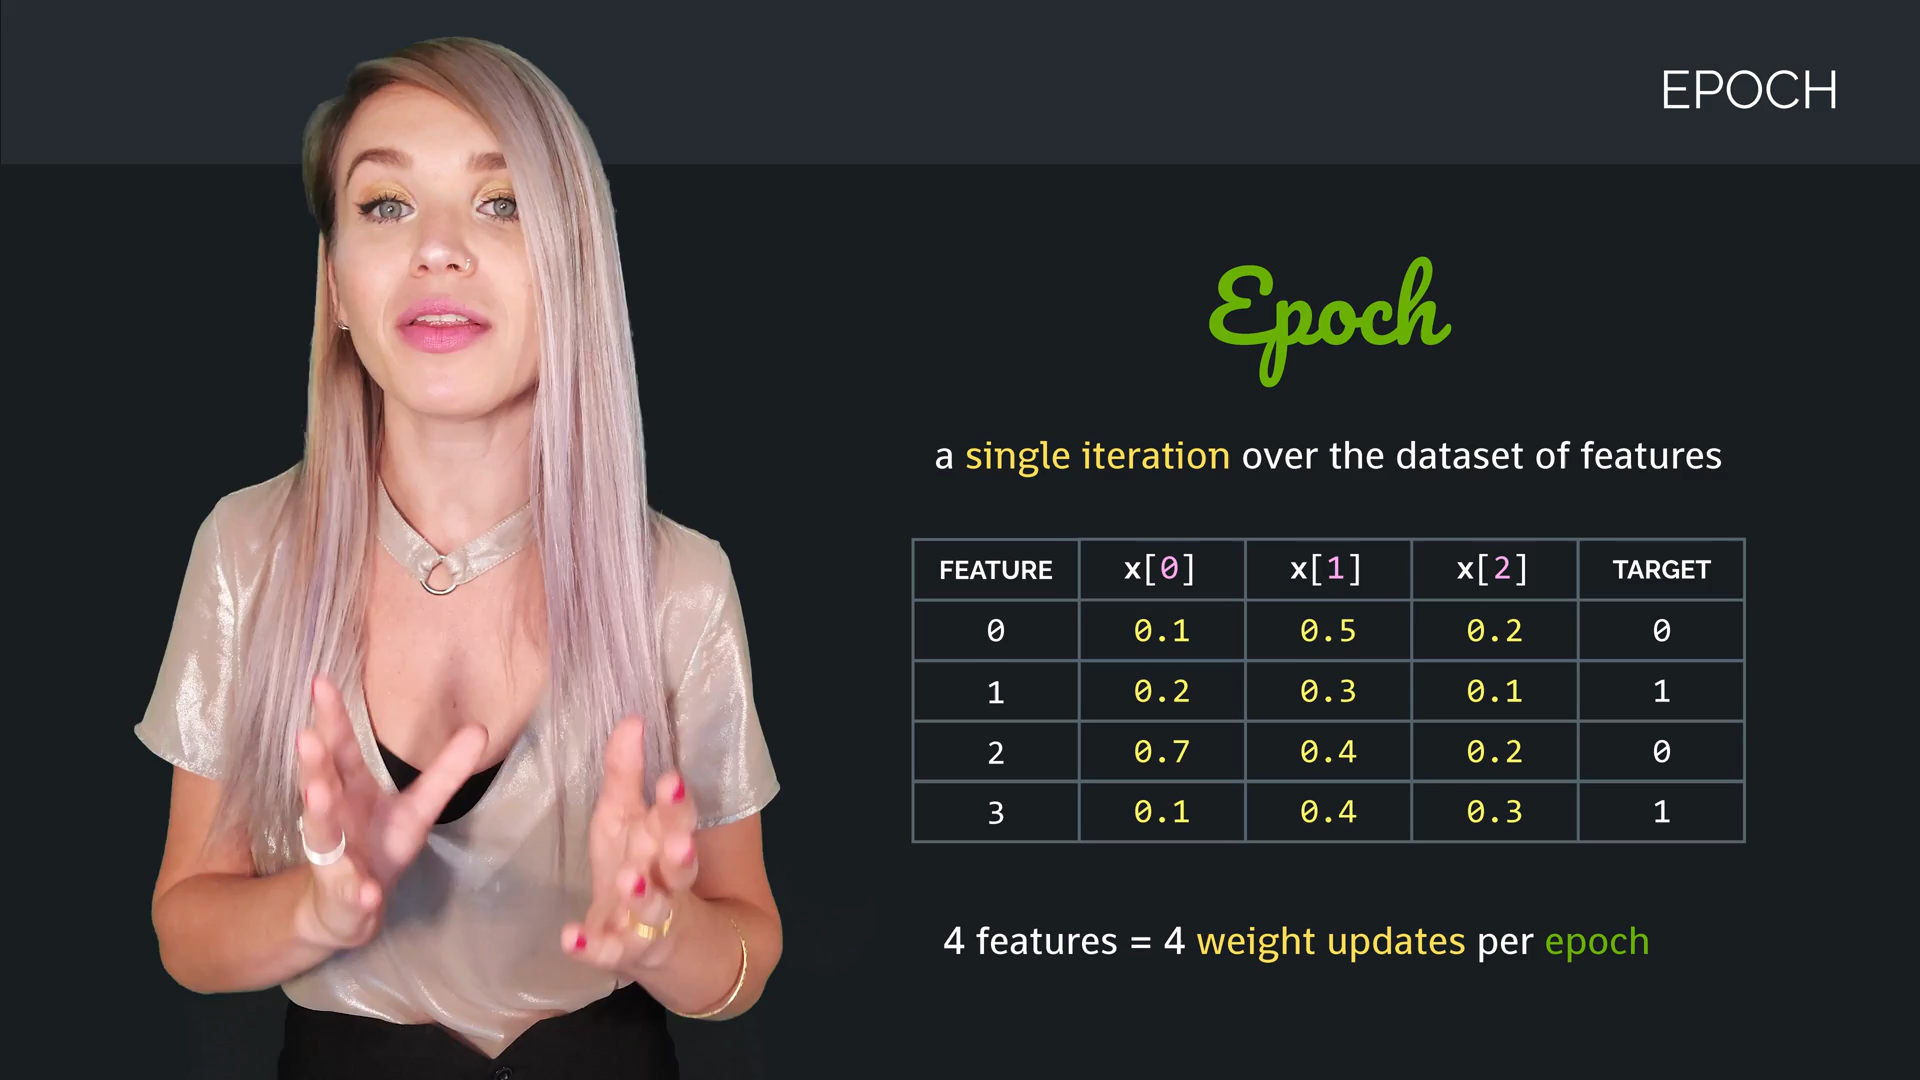 EPOCH
Epoch
a single iteration over the dataset of features
FEATURE x[0] x[1] x[2] TARGET
0 0.1 0.5 0.2 0
1 0.2 0.3 0.1 1
2 0.7 0.4 0.2 0
3 0.1 0.4 0.3 1
4 features = 4 weight updates per epoch